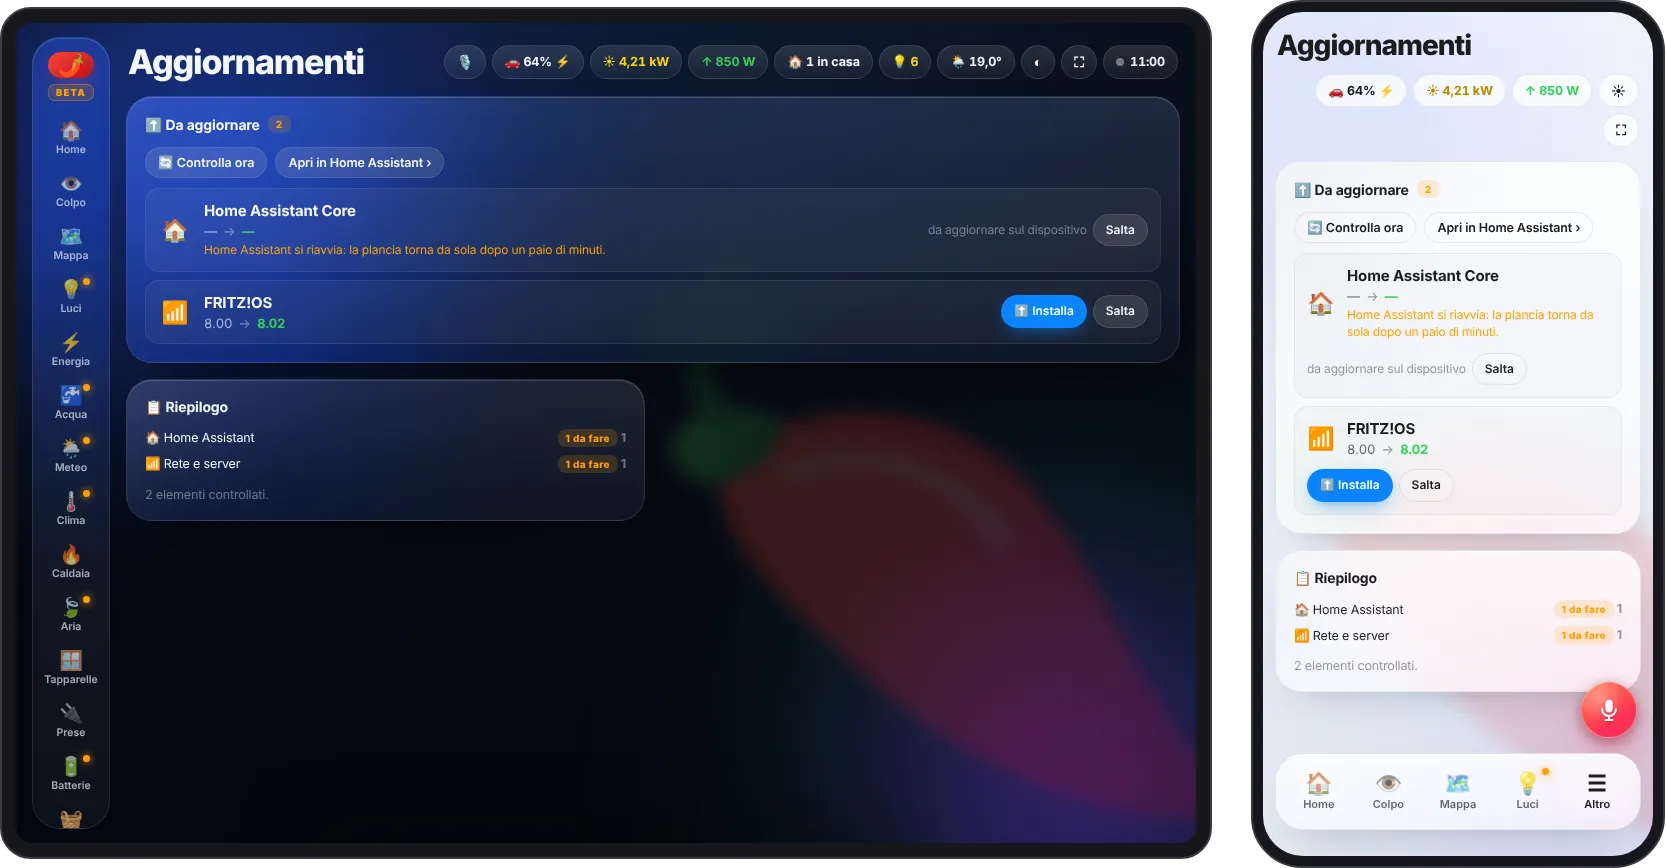 Aggiornamenti
64%
4,21 kW
↑ 850 W
1 in casa
6
19,0°
11:00
BETA
Home
Colpo
Mappa
Luci
Energia
Acqua
Meteo
Clima
Caldaia
Aria
Tapparelle
Prese
Batterie
Da aggiornare 2
Controlla ora
Apri in Home Assistant ›
Home Assistant Core
— → —
Home Assistant si riavvia: la plancia torna da sola dopo un paio di minuti.
da aggiornare sul dispositivo
Salta
FRITZ!OS
8.00 → 8.02
Installa
Salta
Riepilogo
Home Assistant 1 da fare 1
Rete e server 1 da fare 1
2 elementi controllati.
Aggiornamenti
64%
4,21 kW
↑ 850 W
Da aggiornare 2
Controlla ora
Apri in Home Assistant ›
Home Assistant Core
— → —
Home Assistant si riavvia: la plancia torna da
sola dopo un paio di minuti.
da aggiornare sul dispositivo
Salta
FRITZ!OS
8.00 → 8.02
Installa
Salta
Riepilogo
Home Assistant 1 da fare 1
Rete e server 1 da fare 1
2 elementi controllati.
Home
Colpo
Mappa
Luci
Altro